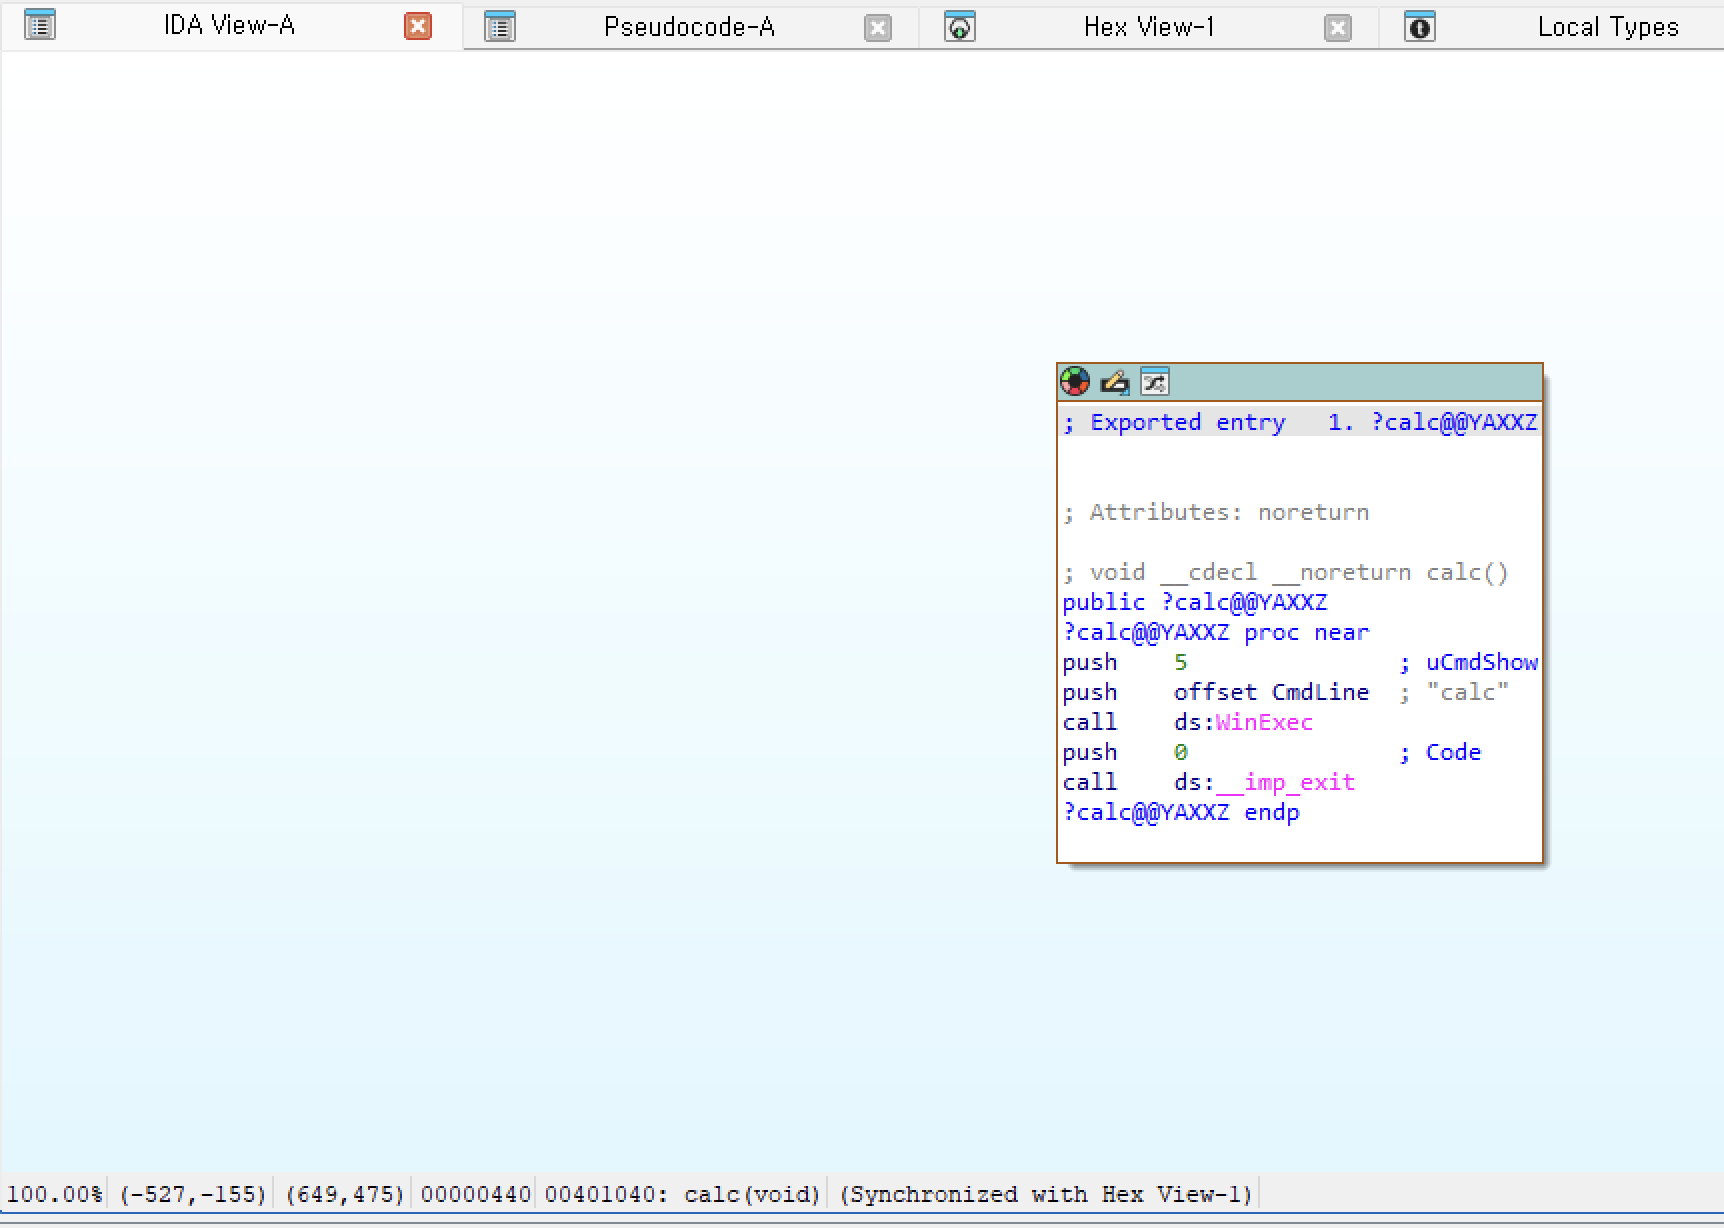 IDA View-A Pseudocode-A Hex View-1 Local Types
; Exported entry   1. ?calc@@YAXXZ
; Attributes: noreturn
; void __cdecl __noreturn calc()
public ?calc@@YAXXZ
?calc@@YAXXZ proc near
push    5               ; uCmdShow
push    offset CmdLine  ; "calc"
call    ds:WinExec
push    0               ; Code
call    ds:__imp_exit
?calc@@YAXXZ endp
100.00% (-527,-155) (649,475) 00000440 00401040: calc(void) (Synchronized with Hex View-1)